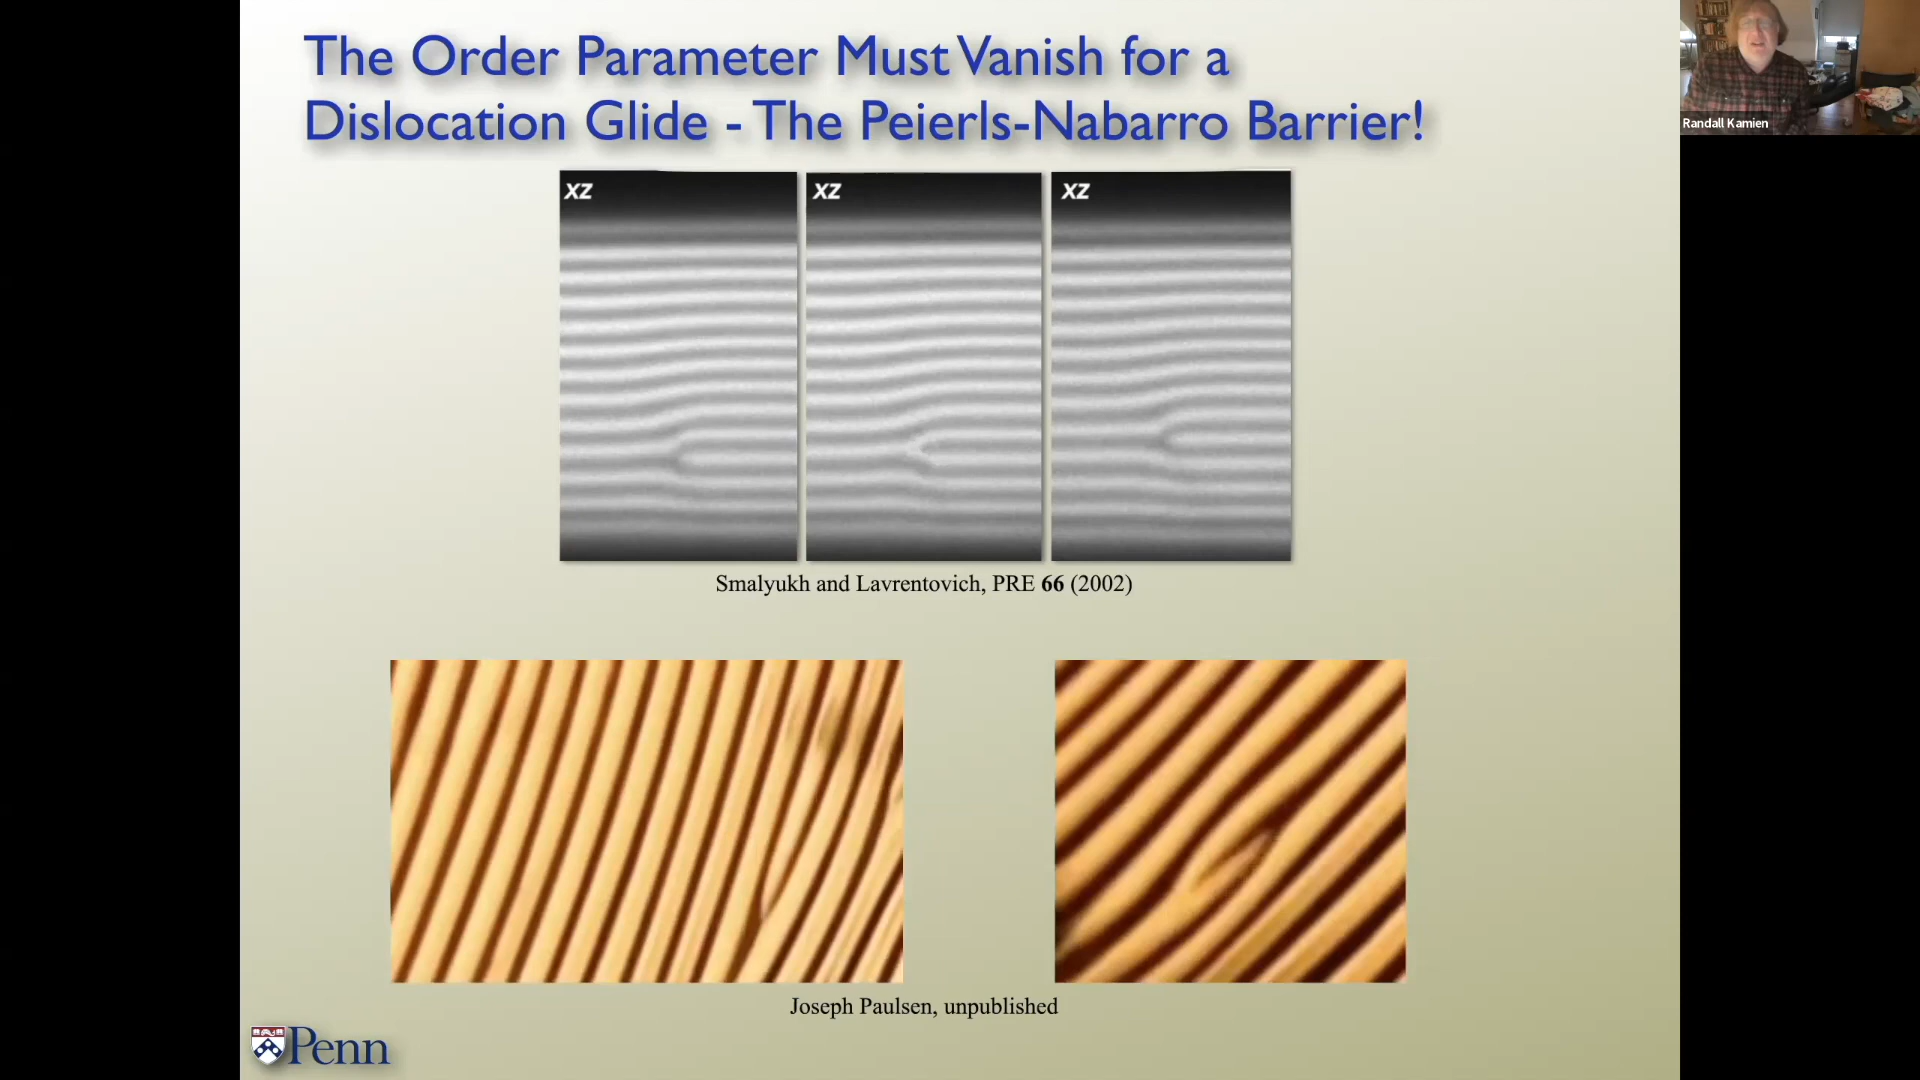 The Order Parameter Must Vanish for a
Dislocation Glide - The Peierls-Nabarro Barrier!
Randall Kamien
XZ XZ XZ
Smalyukh and Lavrentovich, PRE 66 (2002)
Joseph Paulsen, unpublished
Penn